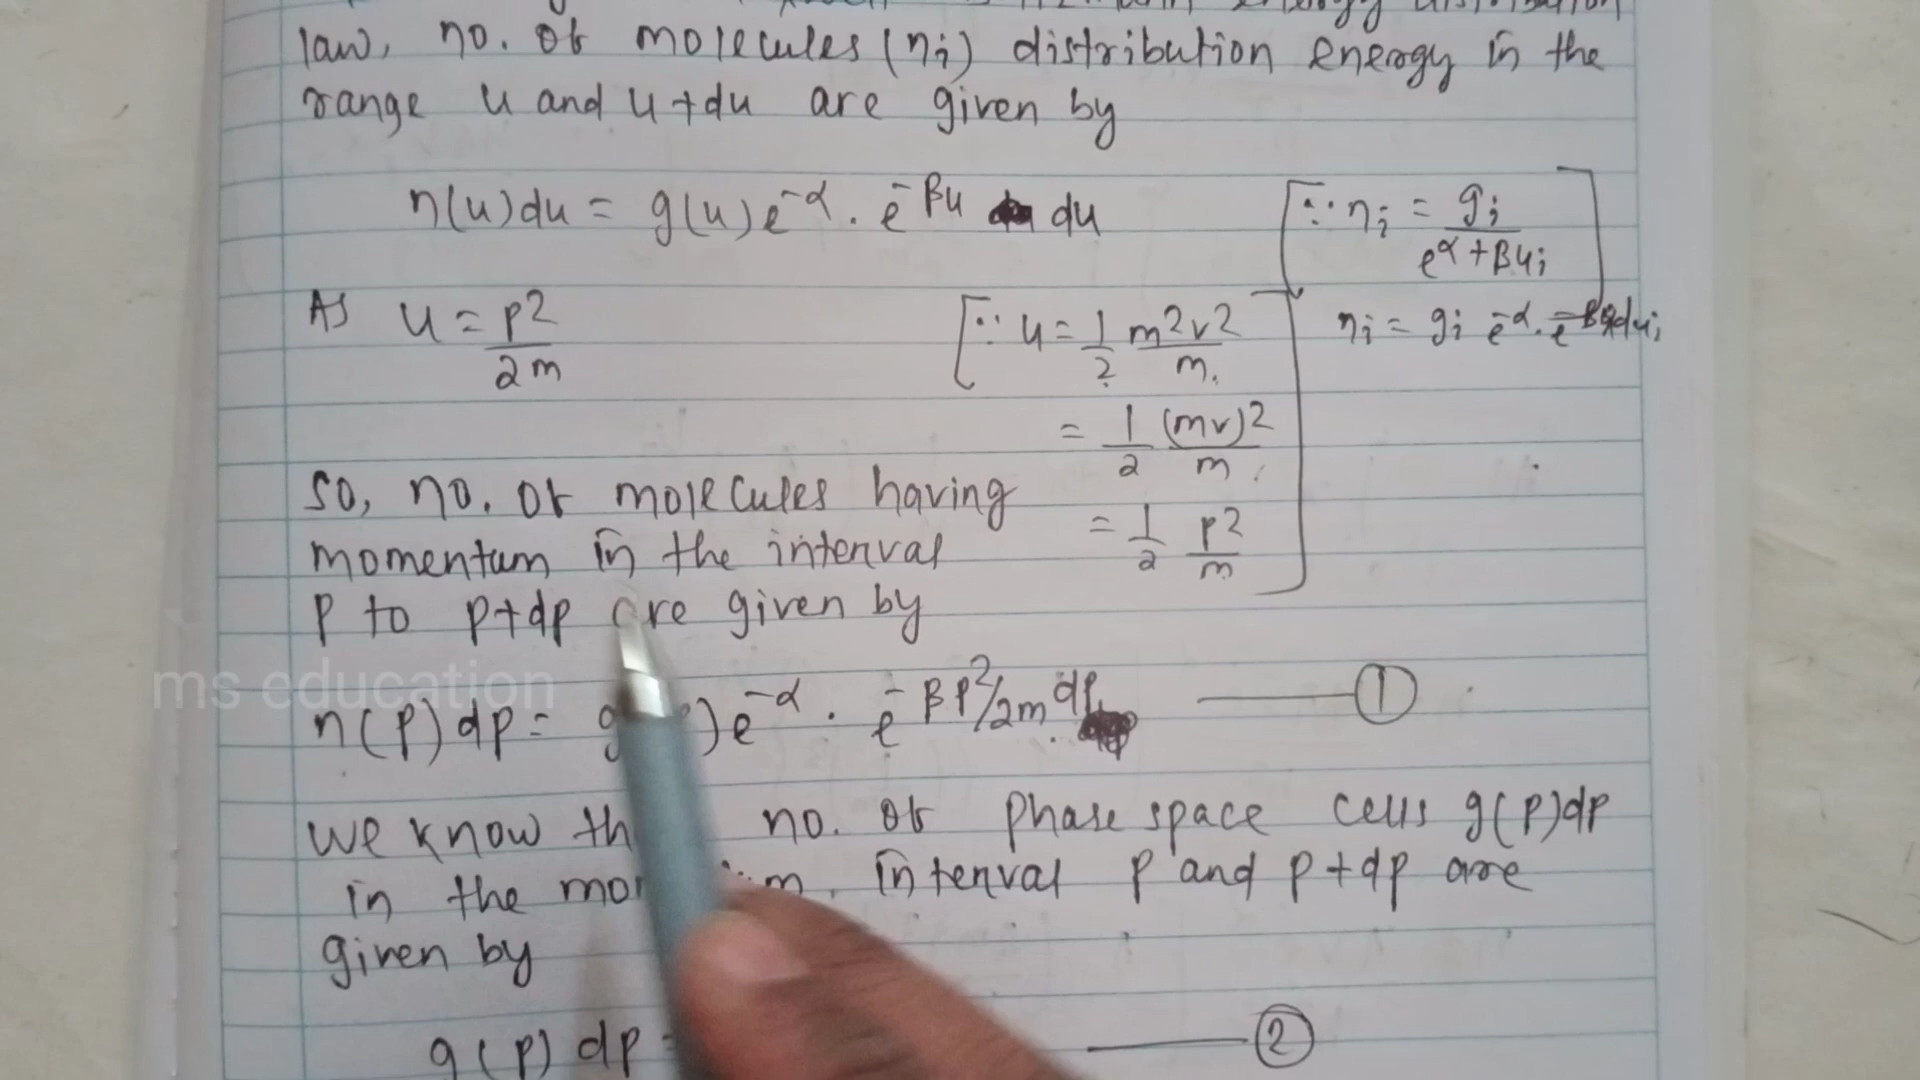 law, no. of molecules (ni) distribution energy in the
range u and u+du are given by
n(u)du = g(u)e^-α . e^-βu du
[∵ ni = gi / e^α+βui]
As u = p2 / 2m
[∵ u = 1/2 m2v2 / m.
ni = gi e^-α .
= 1/2 (mv)2 / m
= 1/2 p2 / m]
So, no. of molecules having
momentum in the interval
p to p+dp are given by
ms education
n(p)dp = )e^-α . e^-βp2/2m dp ①
We know no. of phase space cells g(p)dp
in the interval p and p+dp are
given by
g(p) dp ②